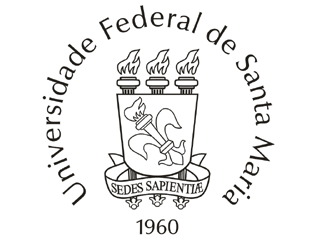 Universidade Federal de Santa Maria
SEDES SAPIENTIÆ
1960